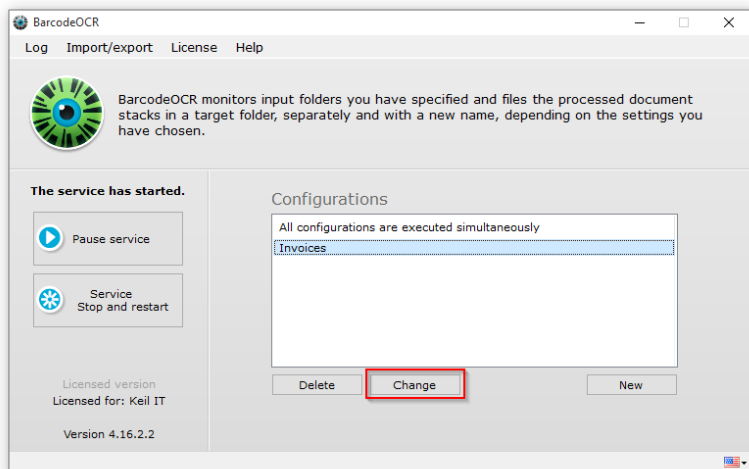 BarcodeOCR
Log Import/export License Help
BarcodeOCR monitors input folders you have specified and files the processed document
stacks in a target folder, separately and with a new name, depending on the settings you
have chosen.
The service has started.
Pause service
Service
Stop and restart
Licensed version
Licensed for: Keil IT
Version 4.16.2.2
Configurations
All configurations are executed simultaneously
Invoices
Delete Change New